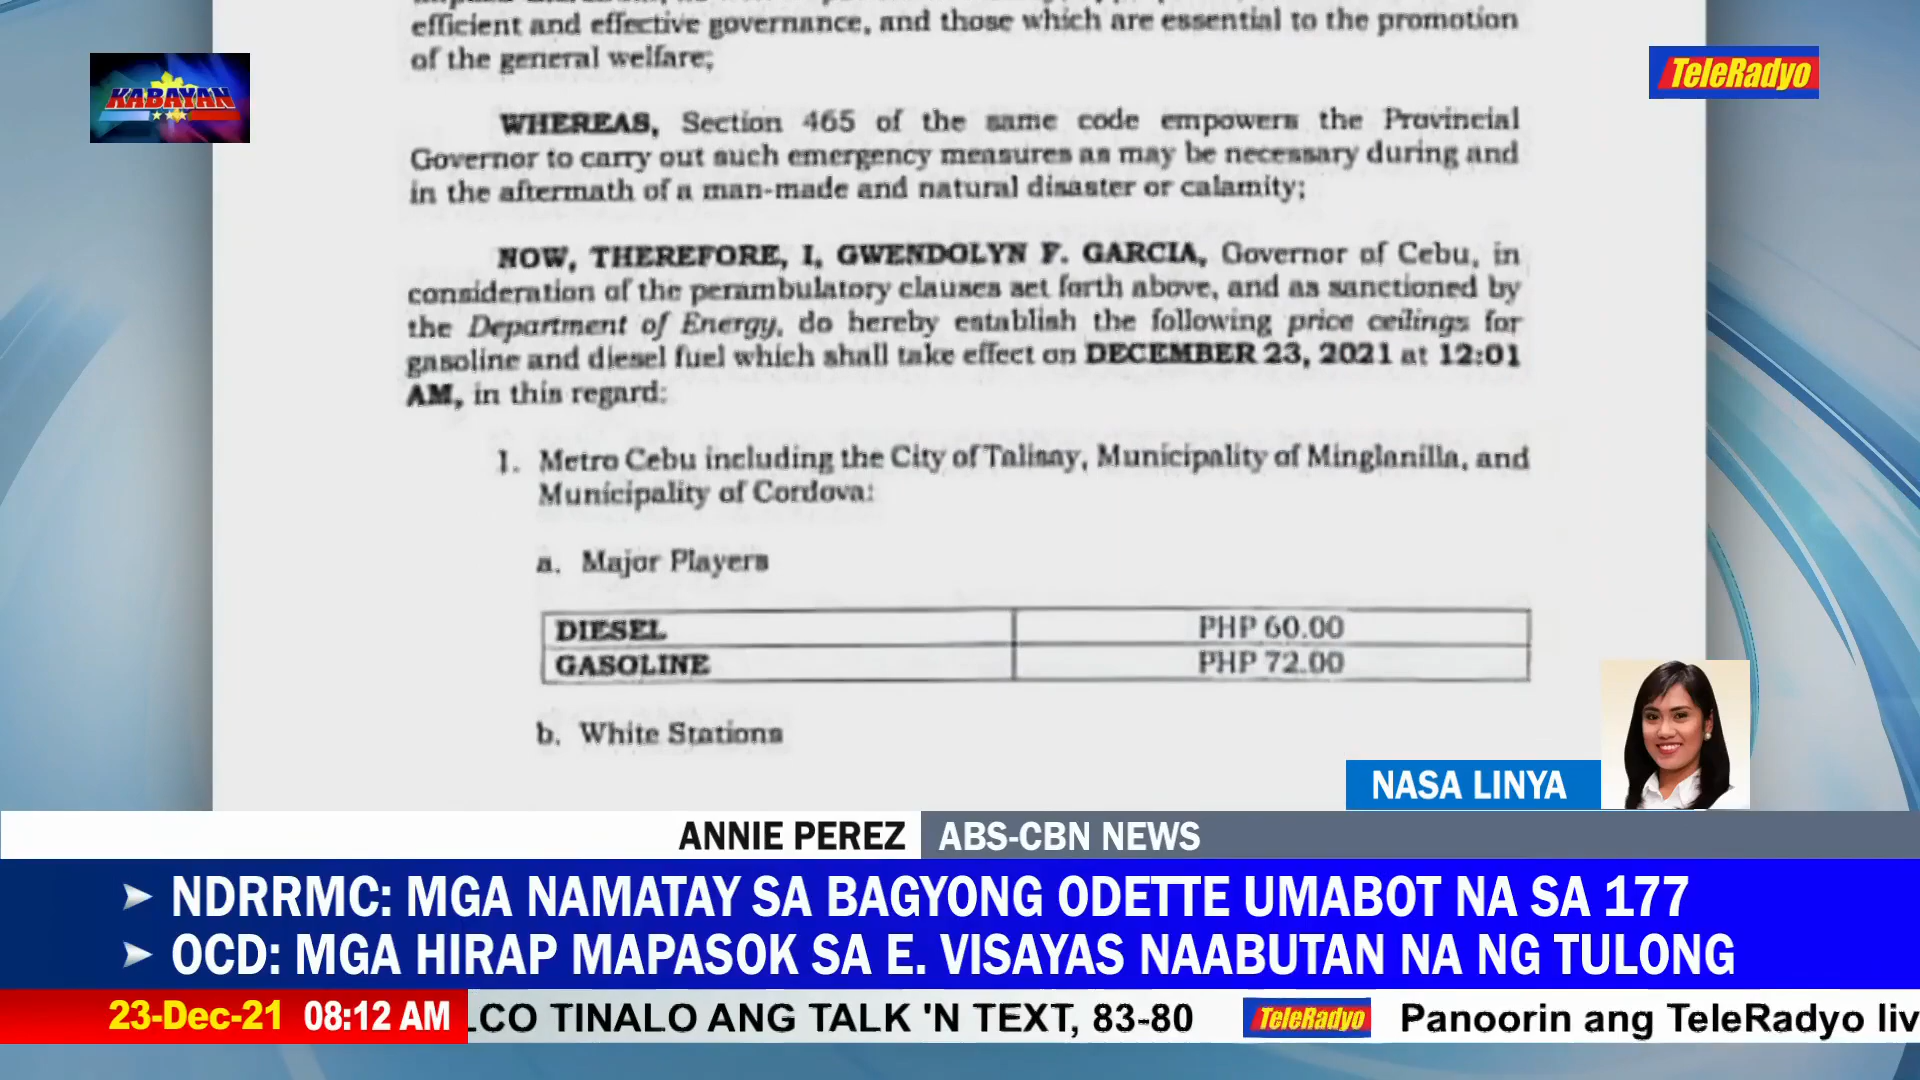 efficient and effective governance, and those which are essential to the promotion
of the general welfare;
KABAYAN
TeleRadyo
WHEREAS, Section 465 of the same code empowers the Provincial
Governor to carry out such emergency measures as may be necessary during and
in the aftermath of a man-made and natural disaster or calamity;
NOW, THEREFORE, I, GWENDOLYN F. GARCIA, Governor of Cebu, in
consideration of the perambulatory clauses set forth above, and as sanctioned by
the Department of Energy, do hereby establish the following price ceilings for
gasoline and diesel fuel which shall take effect on DECEMBER 23, 2021 at 12:01
AM, in this regard:
1. Metro Cebu including the City of Talisay, Municipality of Minglanilla, and
Municipality of Cordova:
a. Major Players
DIESEL PHP 60.00
GASOLINE PHP 72.00
b. White Stations
NASA LINYA
ANNIE PEREZ ABS-CBN NEWS
NDRRMC: MGA NAMATAY SA BAGYONG ODETTE UMABOT NA SA 177
OCD: MGA HIRAP MAPASOK SA E. VISAYAS NAABUTAN NA NG TULONG
23-Dec-21 08:12 AM LCO TINALO ANG TALK 'N TEXT, 83-80 TeleRadyo Panoorin ang TeleRadyo liv